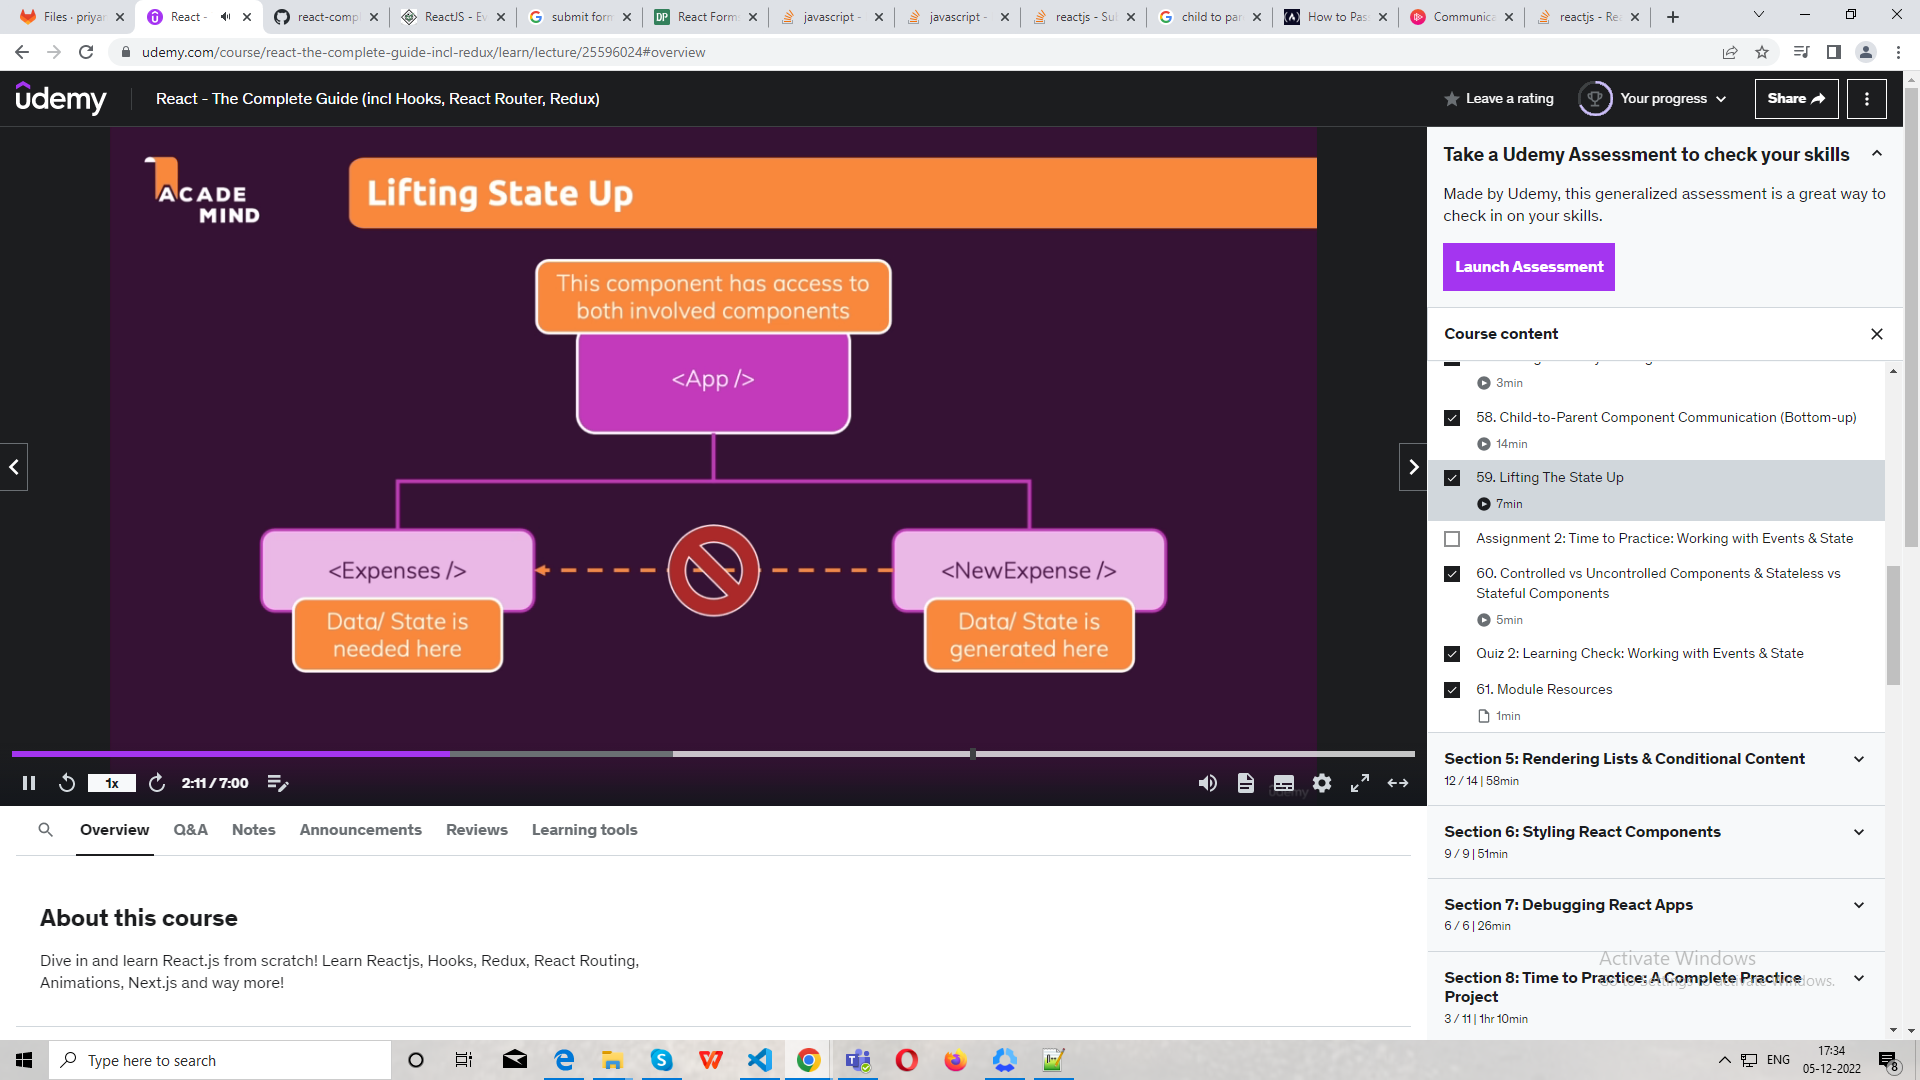 Files · priyan
React -
react-compl
ReactJS - Ev
submit form
React Forms
javascript -
javascript -
reactjs - Su
child to par
How to Pas
Communica
reactjs - Re
udemy.com/course/react-the-complete-guide-incl-redux/learn/lecture/25596024#overview
udemy
React - The Complete Guide (incl Hooks, React Router, Redux)
Leave a rating
Your progress
Share
ACADE
MIND
Lifting State Up
This component has access to
both involved components
<App />
<Expenses />
<NewExpense />
Data/ State is
needed here
Data/ State is
generated here
1x
2:11 / 7:00
Take a Udemy Assessment to check your skills
Made by Udemy, this generalized assessment is a great way to
check in on your skills.
Launch Assessment
Course content
3min
58. Child-to-Parent Component Communication (Bottom-up)
14min
59. Lifting The State Up
7min
Assignment 2: Time to Practice: Working with Events & State
60. Controlled vs Uncontrolled Components & Stateless vs
Stateful Components
5min
Quiz 2: Learning Check: Working with Events & State
61. Module Resources
1min
Section 5: Rendering Lists & Conditional Content
12 / 14 | 58min
Section 6: Styling React Components
9 / 9 | 51min
Section 7: Debugging React Apps
6 / 6 | 26min
Section 8: Time to Practice: A Complete Practice
Project
3 / 11 | 1hr 10min
Activate Windows
Go to Settings to activate Windows.
Overview
Q&A
Notes
Announcements
Reviews
Learning tools
About this course
Dive in and learn React.js from scratch! Learn Reactjs, Hooks, Redux, React Routing,
Animations, Next.js and way more!
Type here to search
ENG
17:34
05-12-2022
8